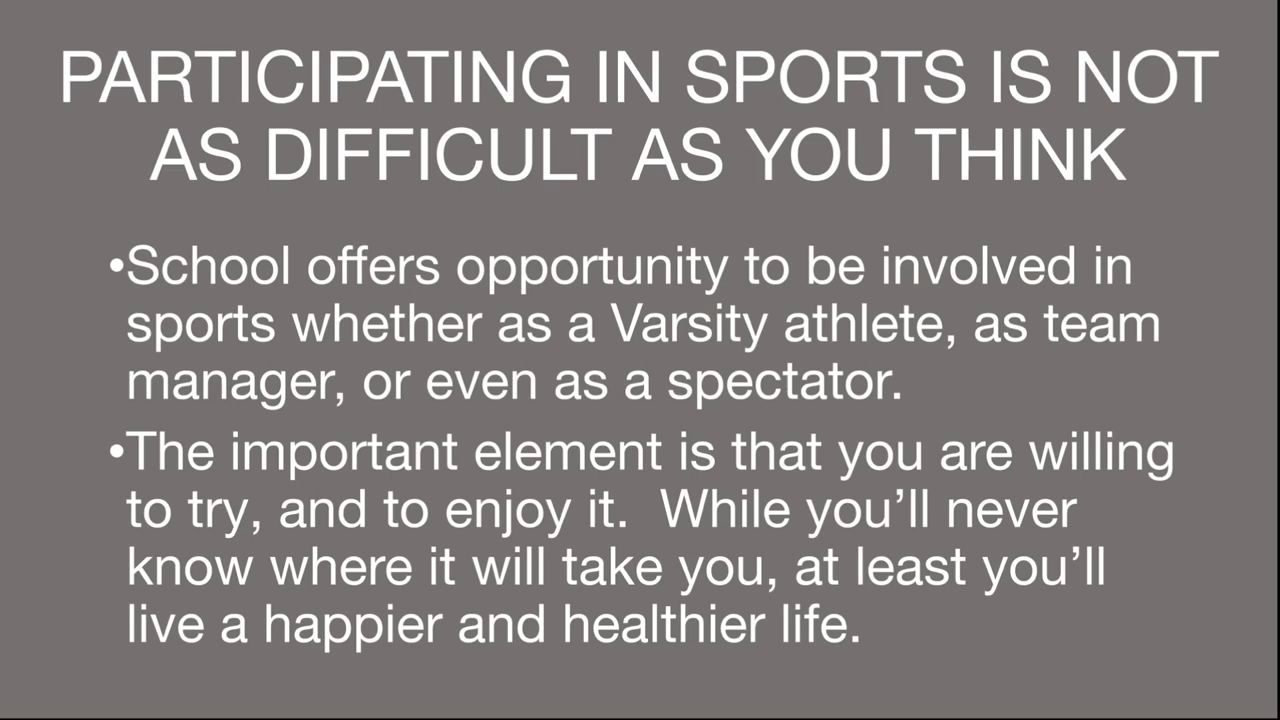 PARTICIPATING IN SPORTS IS NOT
AS DIFFICULT AS YOU THINK
•School offers opportunity to be involved in
sports whether as a Varsity athlete, as team
manager, or even as a spectator.
•The important element is that you are willing
to try, and to enjoy it.  While you’ll never
know where it will take you, at least you’ll
live a happier and healthier life.